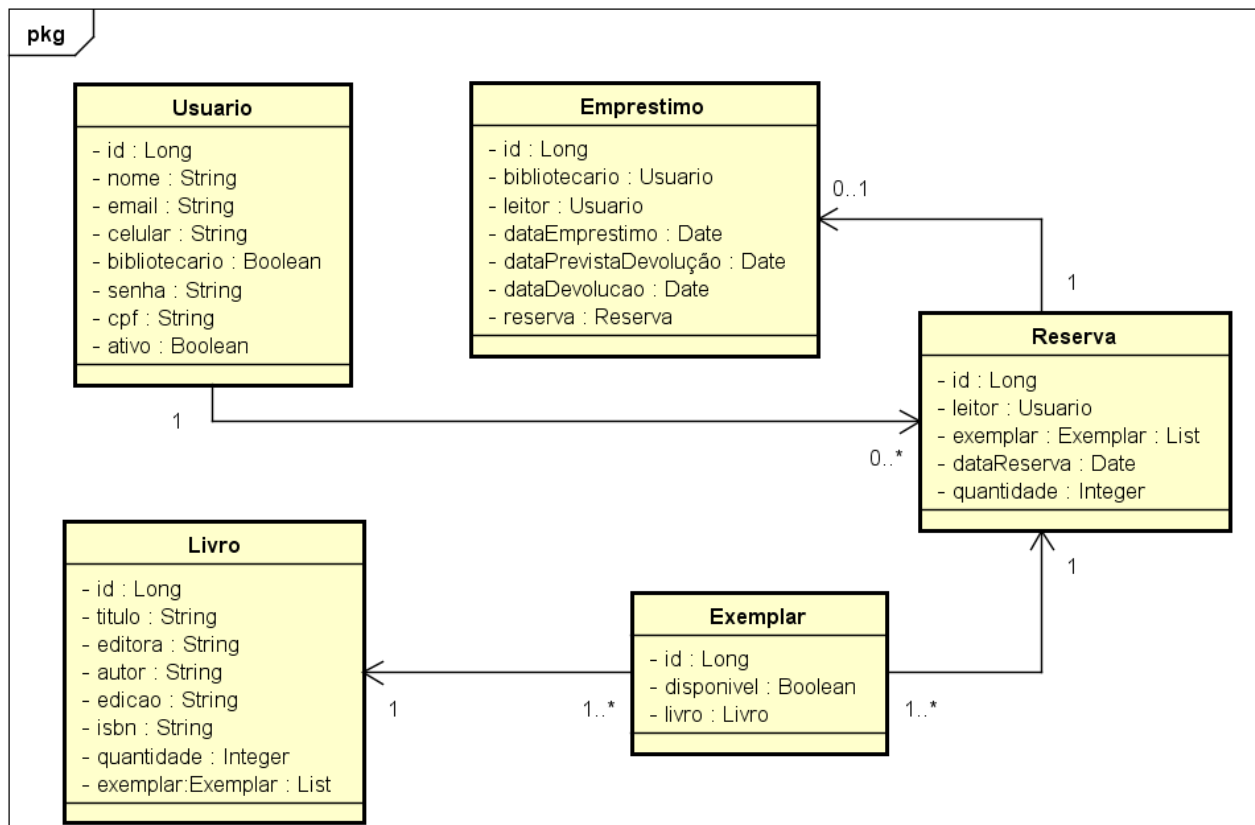 pkg
Usuario
- id : Long
- nome : String
- email : String
- celular : String
- bibliotecario : Boolean
- senha : String
- cpf : String
- ativo : Boolean
Emprestimo
- id : Long
- bibliotecario : Usuario
- leitor : Usuario
- dataEmprestimo : Date
- dataPrevistaDevolução : Date
- dataDevolucao : Date
- reserva : Reserva
0..1
1
Reserva
- id : Long
- leitor : Usuario
- exemplar : Exemplar : List
- dataReserva : Date
- quantidade : Integer
1
0..*
Livro
- id : Long
- titulo : String
- editora : String
- autor : String
- edicao : String
- isbn : String
- quantidade : Integer
- exemplar:Exemplar : List
1
Exemplar
- id : Long
- disponivel : Boolean
- livro : Livro
1
1..*
1..*